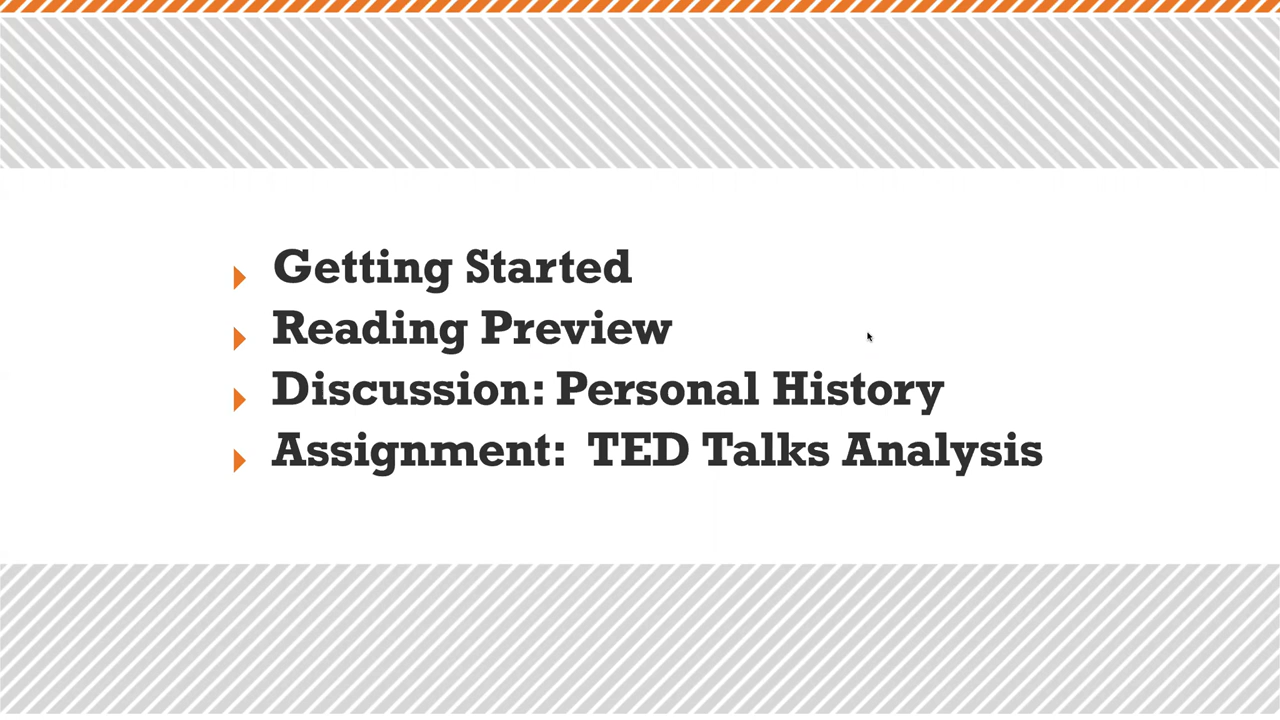 Getting Started
Reading Preview
Discussion: Personal History
Assignment: TED Talks Analysis